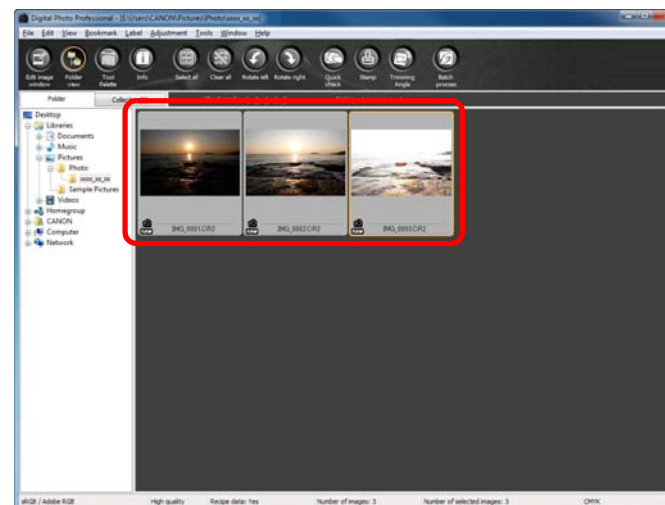 Digital Photo Professional - [E:\Users\CANON\Pictures\Photo\xxxx_xx_xx]
File Edit View Bookmark Label Adjustment Tools Window Help
Edit image window
Folder view
Tool Palette
Info
Select all
Clear all
Rotate left
Rotate right
Quick check
Stamp
Trimming Angle
Batch process
Folder
Desktop
Libraries
Documents
Music
Pictures
Photo
xxxx_xx_xx
Sample Pictures
Videos
Homegroup
CANON
Computer
Network
RAW IMG_0001.CR2
RAW IMG_0002.CR2
RAW IMG_0003.CR2
sRGB / Adobe RGB High quality Recipe data: Yes Number of images: 3 Number of selected images: 3 CMYK